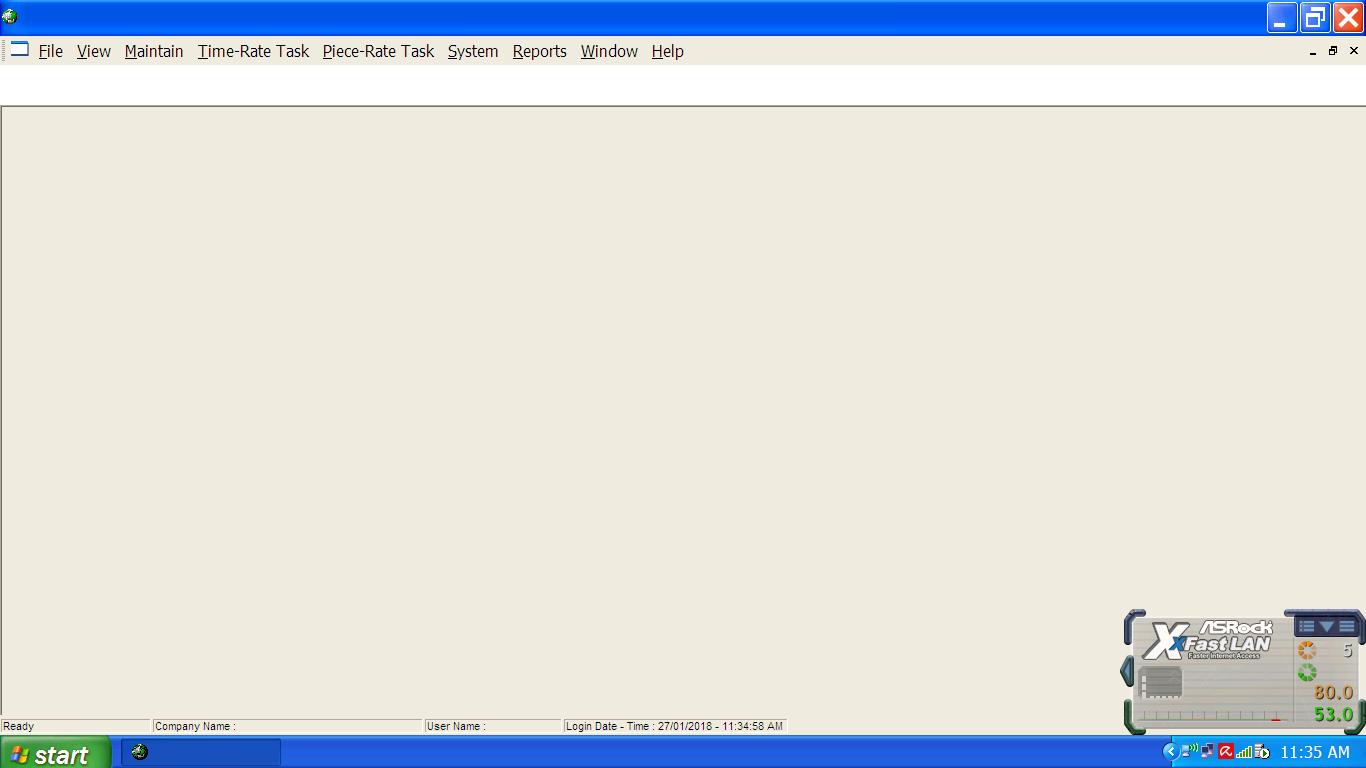 File View Maintain Time-Rate Task Piece-Rate Task System Reports Window Help
ASRock
XFast LAN
Faster Internet Access
5
80.0
53.0
Ready Company Name : User Name : Login Date - Time : 27/01/2018 - 11:34:58 AM
start 11:35 AM